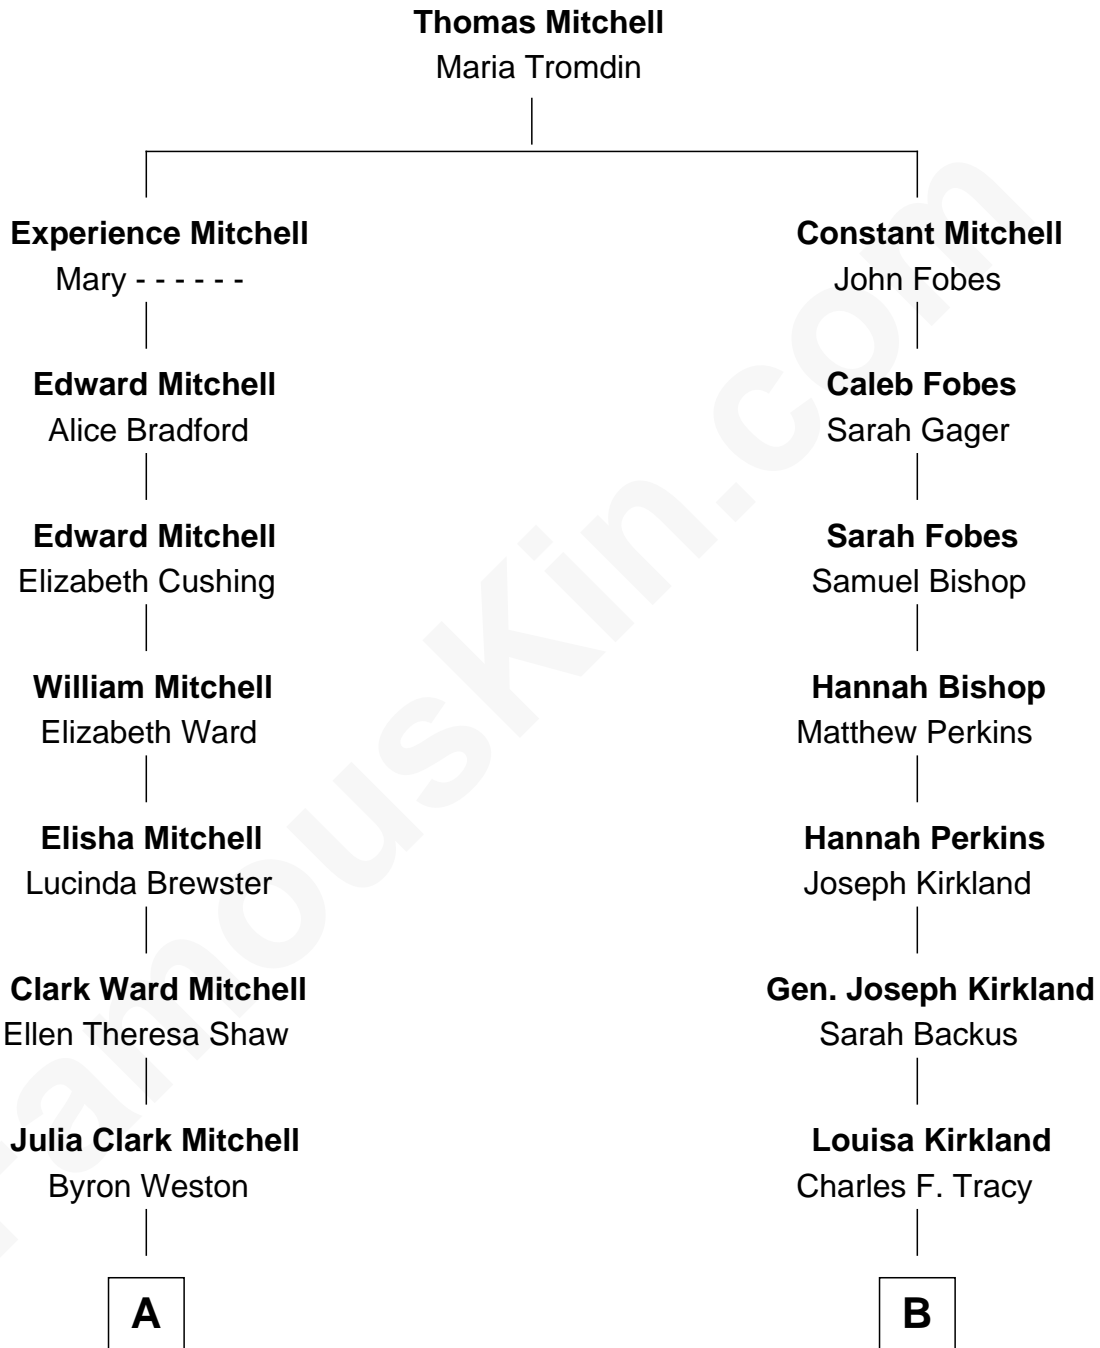 Thomas Mitchell
Maria Tromdin
Experience Mitchell
Mary - - - - - -
Edward Mitchell
Alice Bradford
Edward Mitchell
Elizabeth Cushing
William Mitchell
Elizabeth Ward
Elisha Mitchell
Lucinda Brewster
Clark Ward Mitchell
Ellen Theresa Shaw
Julia Clark Mitchell
Byron Weston
A
Constant Mitchell
John Fobes
Caleb Fobes
Sarah Gager
Sarah Fobes
Samuel Bishop
Hannah Bishop
Matthew Perkins
Hannah Perkins
Joseph Kirkland
Gen. Joseph Kirkland
Sarah Backus
Louisa Kirkland
Charles F. Tracy
B
FamousKin.com